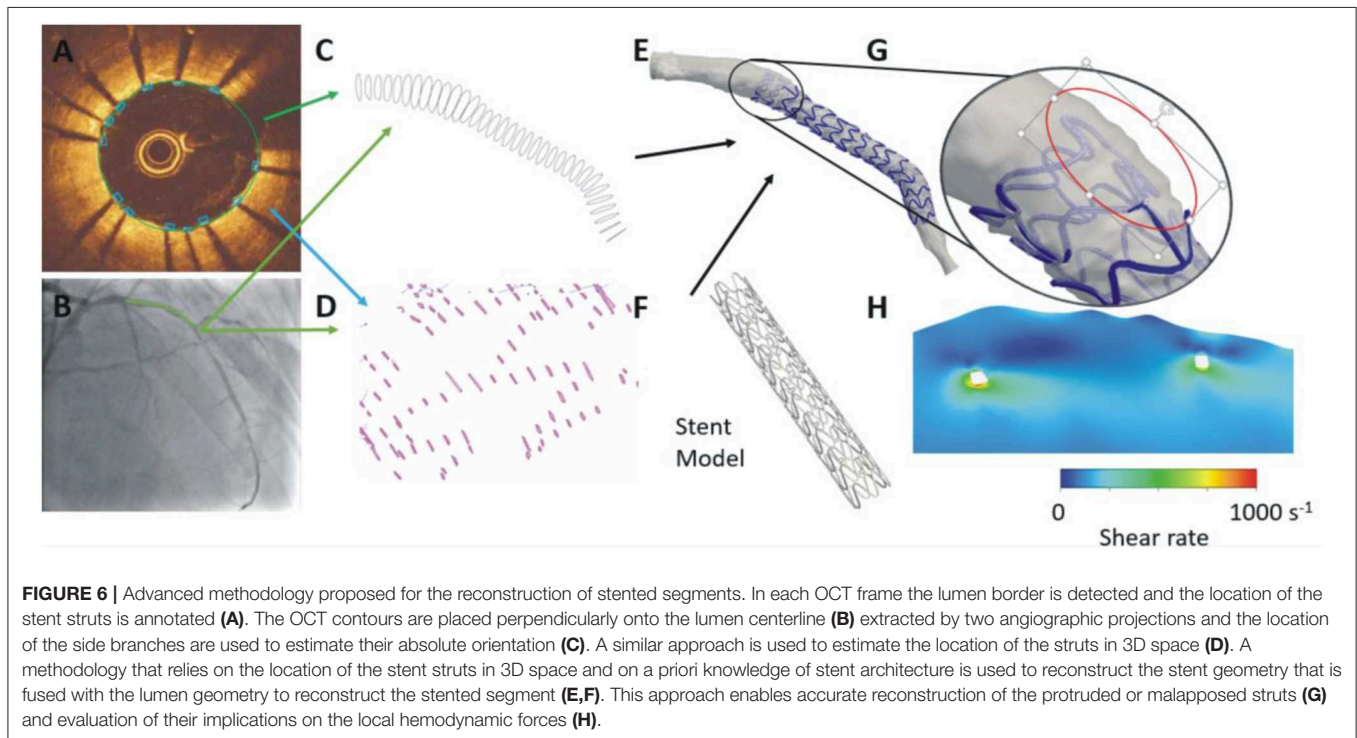 A
C
E
G
B
D
F
H
Stent
Model
0
1000 s⁻¹
Shear rate
FIGURE 6 | Advanced methodology proposed for the reconstruction of stented segments. In each OCT frame the lumen border is detected and the location of the
stent struts is annotated (A). The OCT contours are placed perpendicularly onto the lumen centerline (B) extracted by two angiographic projections and the location
of the side branches are used to estimate their absolute orientation (C). A similar approach is used to estimate the location of the struts in 3D space (D). A
methodology that relies on the location of the stent struts in 3D space and on a priori knowledge of stent architecture is used to reconstruct the stent geometry that is
fused with the lumen geometry to reconstruct the stented segment (E,F). This approach enables accurate reconstruction of the protruded or malapposed struts (G)
and evaluation of their implications on the local hemodynamic forces (H).